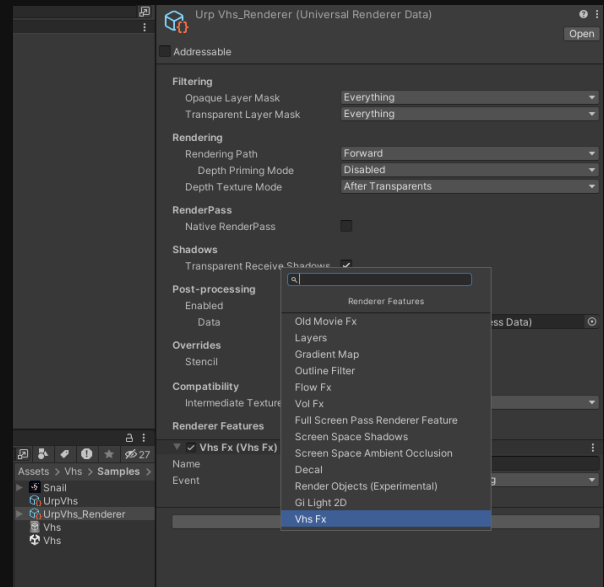 Urp Vhs_Renderer (Universal Renderer Data)
Open
Addressable
Filtering
Opaque Layer Mask Everything
Transparent Layer Mask Everything
Rendering
Rendering Path Forward
Depth Priming Mode Disabled
Depth Texture Mode After Transparents
RenderPass
Native RenderPass
Shadows
Transparent Receive Shadows
Post-processing
Enabled
Data ess Data)
Overrides
Stencil
Compatibility
Intermediate Texture
Renderer Features
Vhs Fx (Vhs Fx)
Name
Event g
Renderer Features
Old Movie Fx
Layers
Gradient Map
Outline Filter
Flow Fx
Vol Fx
Full Screen Pass Renderer Feature
Screen Space Shadows
Screen Space Ambient Occlusion
Decal
Render Objects (Experimental)
Gi Light 2D
Vhs Fx
27
Assets > Vhs > Samples >
Snail
UrpVhs
UrpVhs_Renderer
Vhs
Vhs